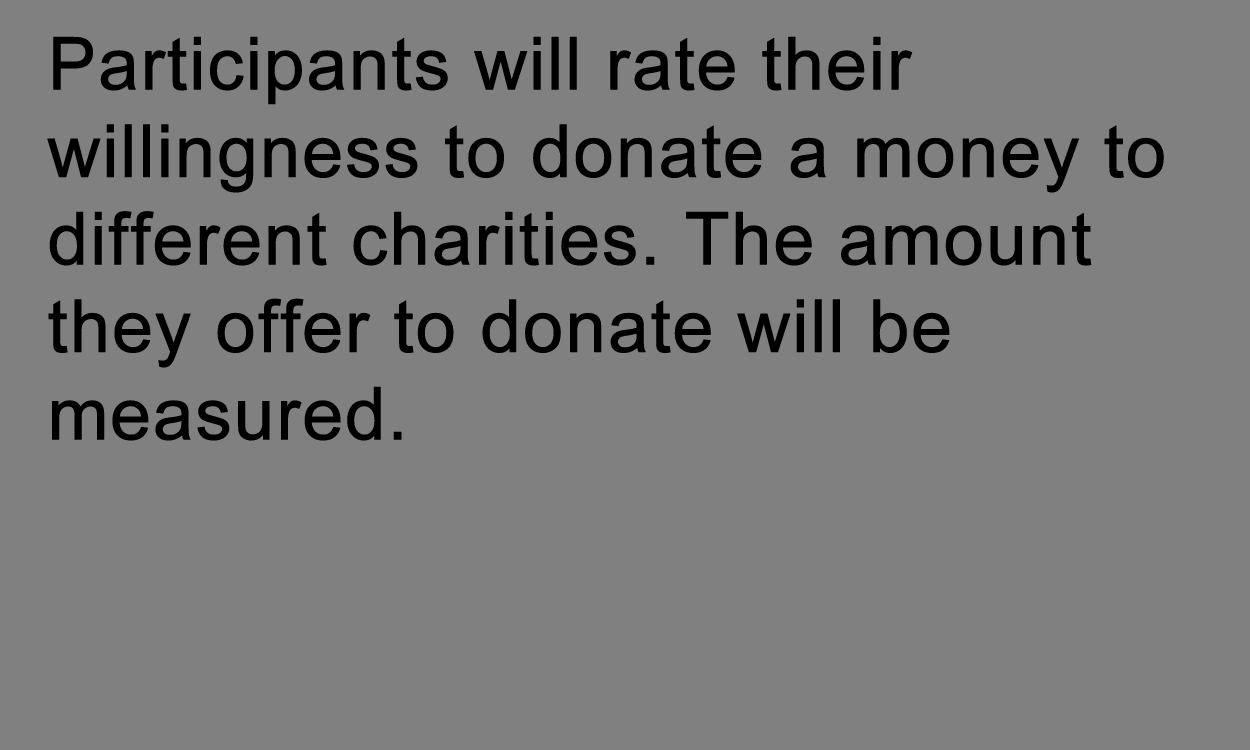 Participants will rate their
willingness to donate a money to
different charities. The amount
they offer to donate will be
measured.